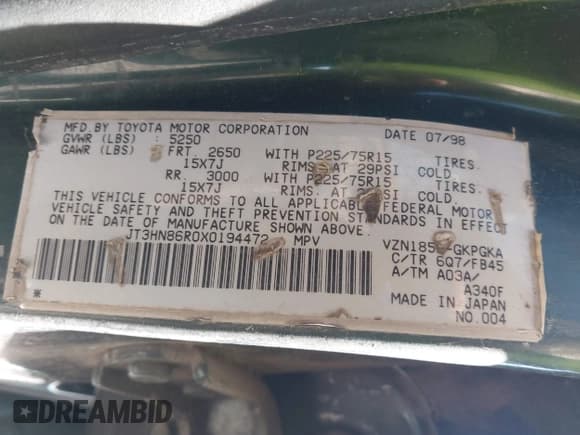 MFD.BY TOYOTA MOTOR CORPORATION DATE 07/98
GVWR (LBS) : 5250
GAWR (LBS) FRT. 2650 WITH P225/75R15 TIRES.
15X7J RIMS. AT 29PSI COLD.
RR. 3000 WITH P225/75R15 TIRES.
15X7J RIMS. AT PSI COLD.
THIS VEHICLE CONFORMS TO ALL APPLICABLE FEDERAL MOTOR
VEHICLE SAFETY AND THEFT PREVENTION STANDARDS IN EFFECT
ON THE DATE OF MANUFACTURE SHOWN ABOVE.
JT3HN86R0X0194472 MPV VZN185 GKPGKA
C/TR 6Q7/FB45
A/TM A03A/
A340F
MADE IN JAPAN
* NO.004
DREAMBID